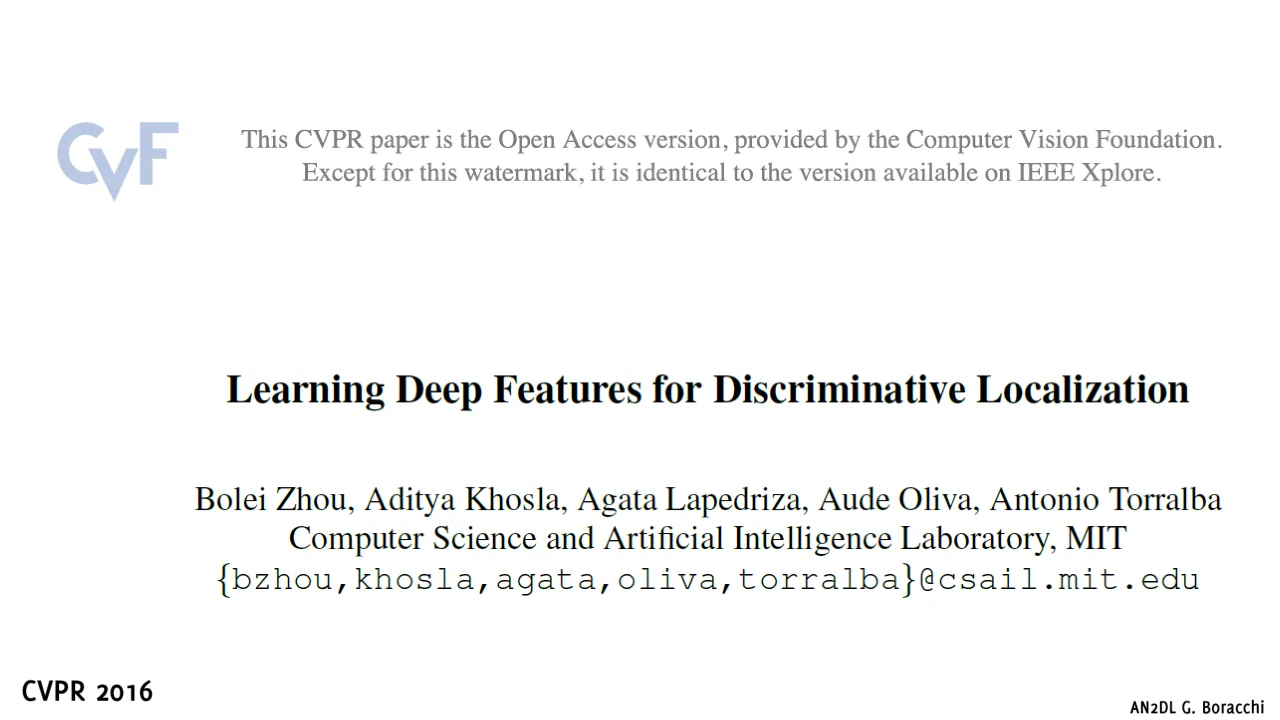 CVF
This CVPR paper is the Open Access version, provided by the Computer Vision Foundation.
Except for this watermark, it is identical to the version available on IEEE Xplore.
Learning Deep Features for Discriminative Localization
Bolei Zhou, Aditya Khosla, Agata Lapedriza, Aude Oliva, Antonio Torralba
Computer Science and Artificial Intelligence Laboratory, MIT
{bzhou,khosla,agata,oliva,torralba}@csail.mit.edu
CVPR 2016
AN2DL G. Boracchi